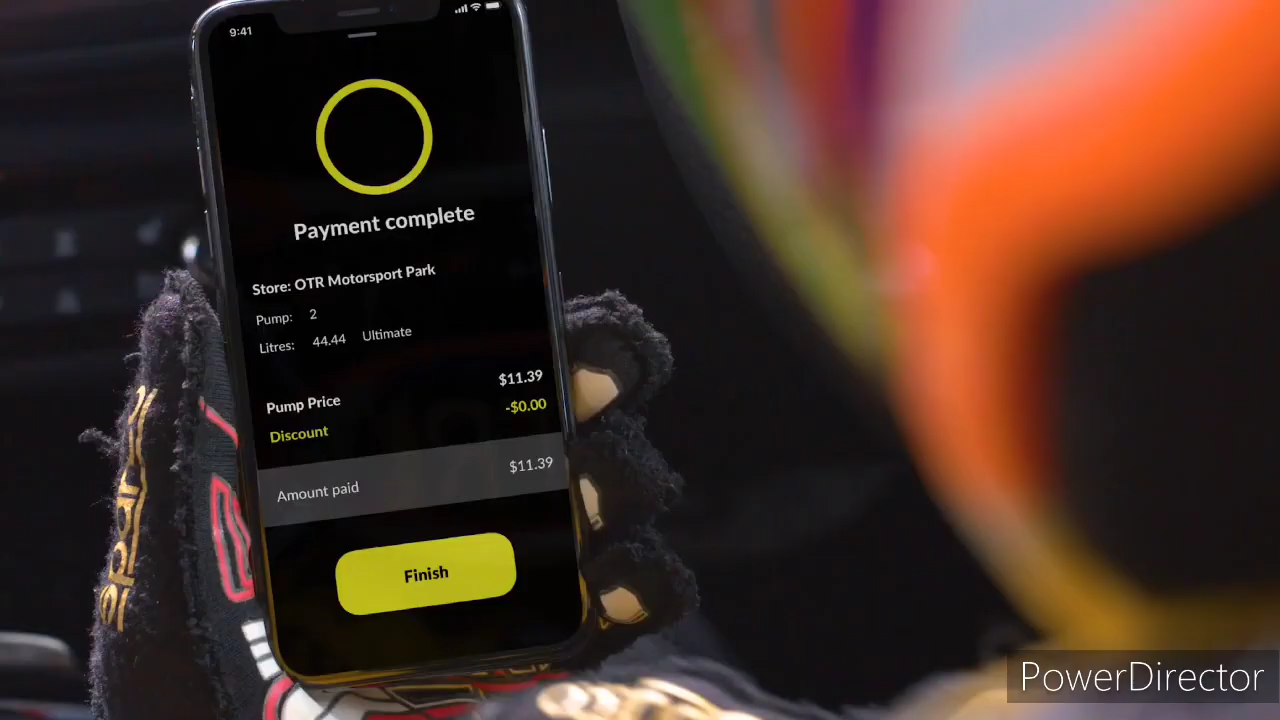 9:41
Payment complete
Store: OTR Motorsport Park
Pump: 2
Litres: 44.44 Ultimate
Pump Price $11.39
Discount -$0.00
Amount paid $11.39
Finish
PowerDirector